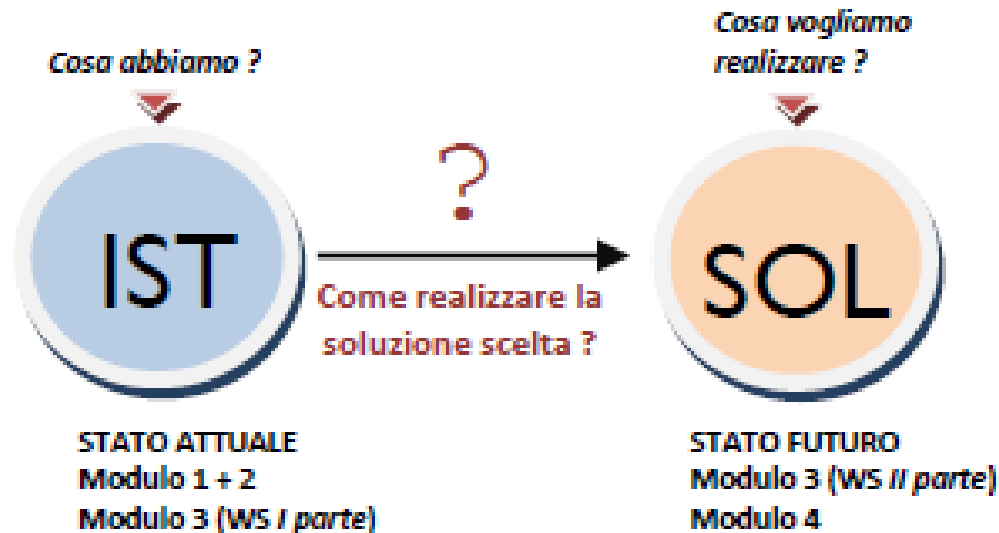 Cosa abbiamo ?
Cosa vogliamo
realizzare ?
?
IST
SOL
Come realizzare la
soluzione scelta ?
STATO ATTUALE
Modulo 1 + 2
Modulo 3 (WS I parte)
STATO FUTURO
Modulo 3 (WS II parte)
Modulo 4